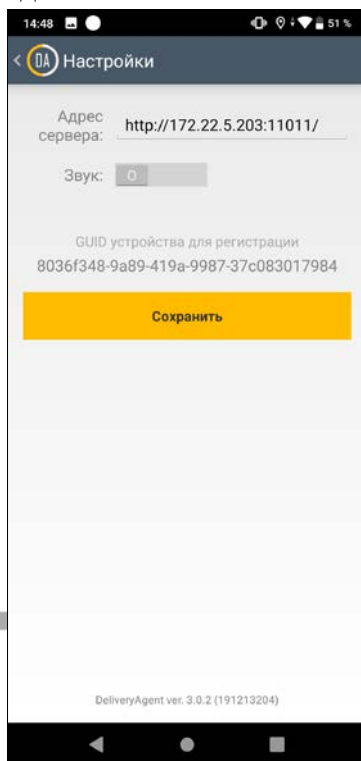 14:48
51 %
DA Настройки
Адрес
сервера:
http://172.22.5.203:11011/
Звук: O
GUID устройства для регистрации
8036f348-9a89-419a-9987-37c083017984
Сохранить
DeliveryAgent ver. 3.0.2 (191213204)